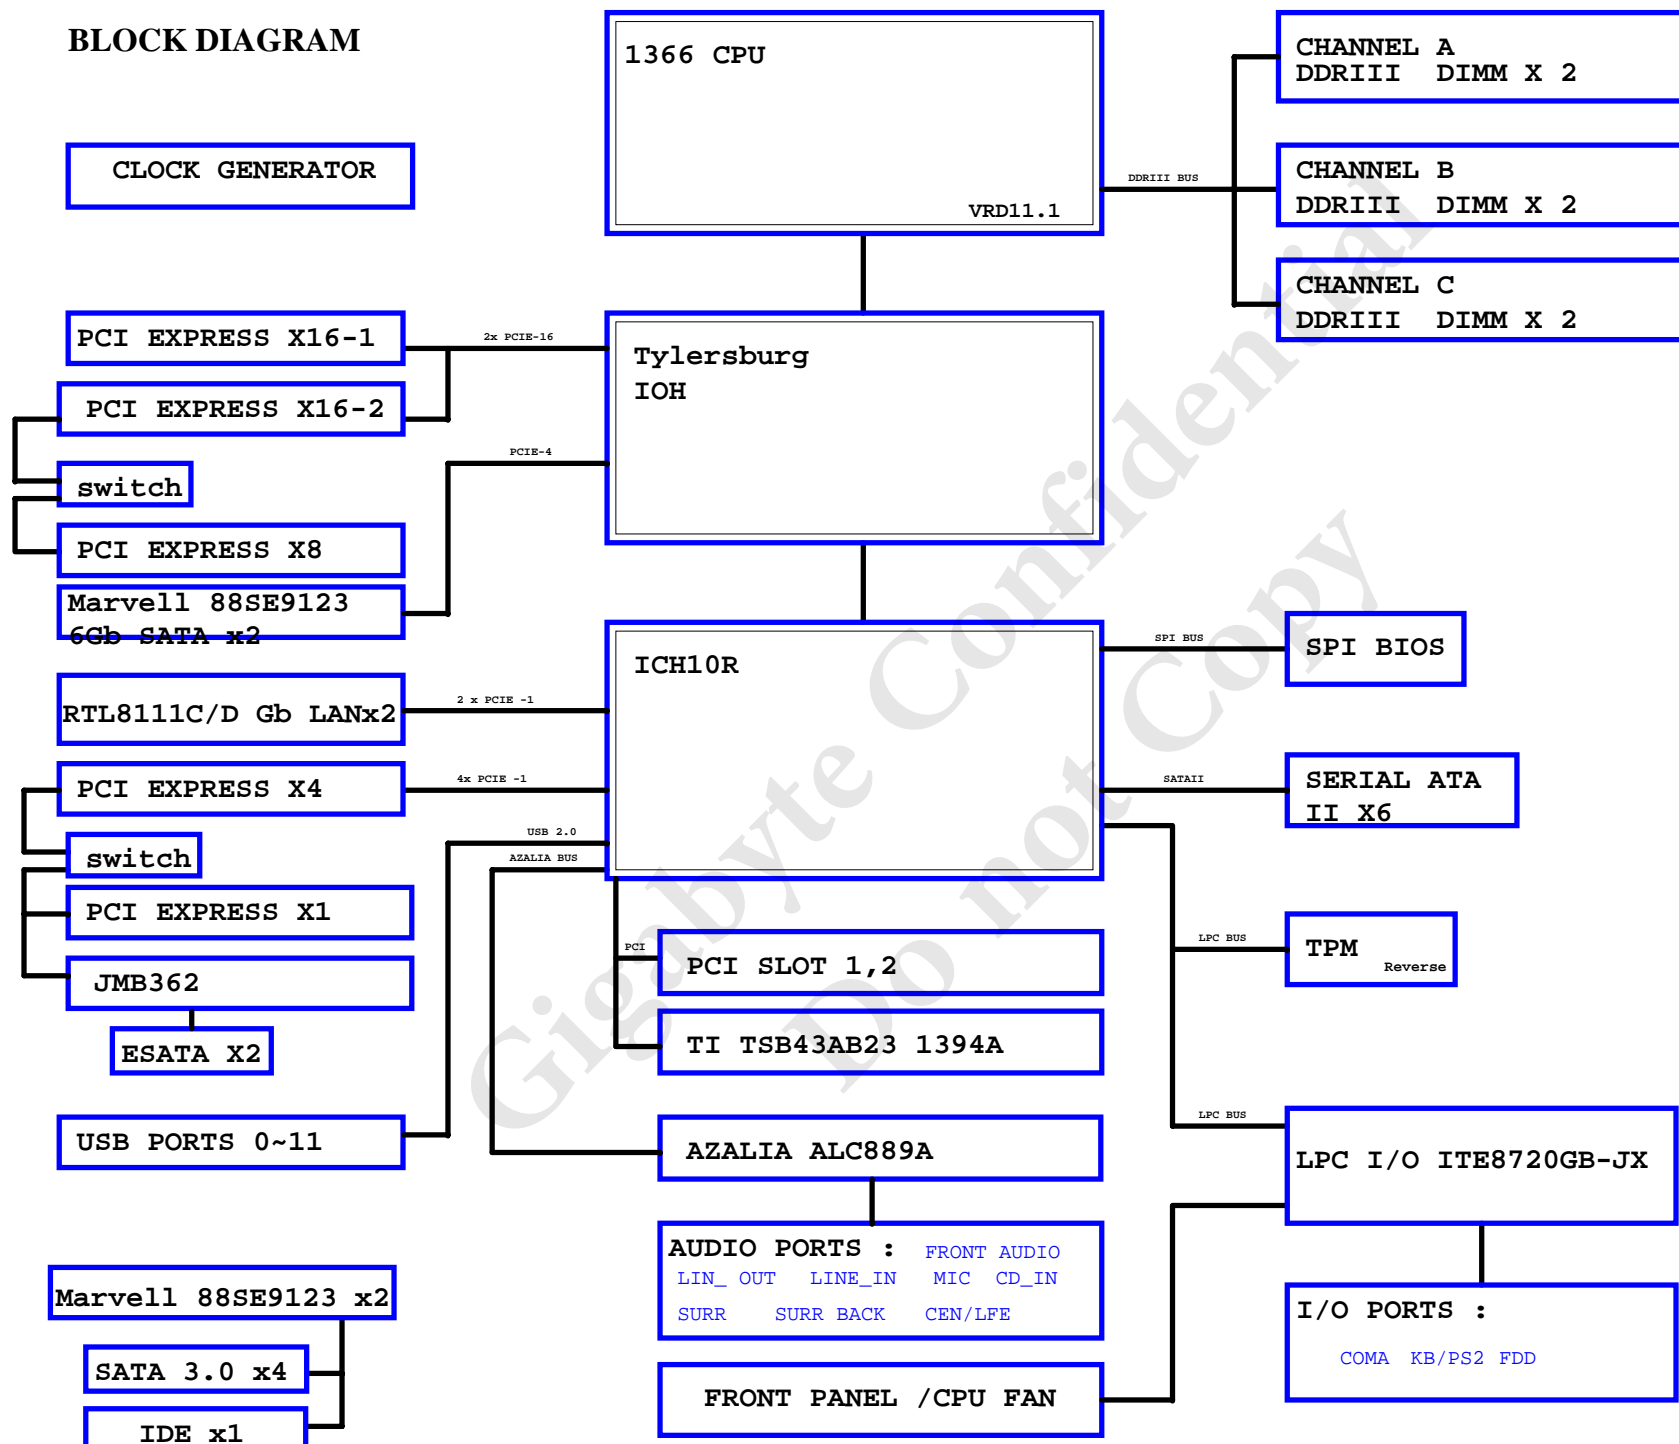 BLOCK DIAGRAM
CLOCK GENERATOR
1366 CPU
VRD11.1
DDRIII BUS
CHANNEL A
DDRIII DIMM X 2
CHANNEL B
DDRIII DIMM X 2
CHANNEL C
DDRIII DIMM X 2
PCI EXPRESS X16-1
2x PCIE-16
PCI EXPRESS X16-2
switch
PCI EXPRESS X8
Marvell 88SE9123
6Gb SATA x2
PCIE-4
Tylersburg
IOH
ICH10R
RTL8111C/D Gb LANx2
2 x PCIE -1
PCI EXPRESS X4
4x PCIE -1
switch
PCI EXPRESS X1
JMB362
ESATA X2
USB 2.0
AZALIA BUS
USB PORTS 0~11
SPI BUS
SPI BIOS
SATAII
SERIAL ATA
II X6
LPC BUS
TPM
Reverse
PCI
PCI SLOT 1,2
TI TSB43AB23 1394A
AZALIA ALC889A
AUDIO PORTS : FRONT AUDIO
LIN_ OUT LINE_IN MIC CD_IN
SURR SURR BACK CEN/LFE
FRONT PANEL /CPU FAN
LPC BUS
LPC I/O ITE8720GB-JX
I/O PORTS :
COMA KB/PS2 FDD
Marvell 88SE9123 x2
SATA 3.0 x4
IDE x1
Gigabyte Confidential
Do not Copy